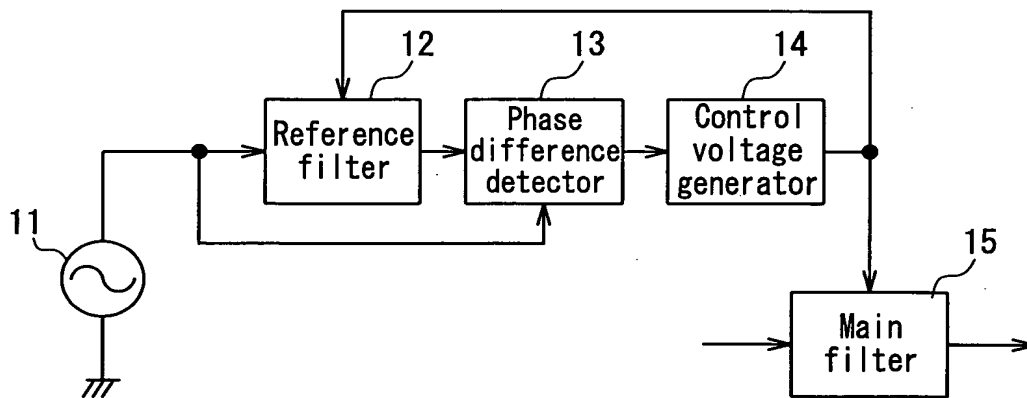 12
13
14
Reference
filter
Phase
difference
detector
Control
voltage
generator
11
15
Main
filter